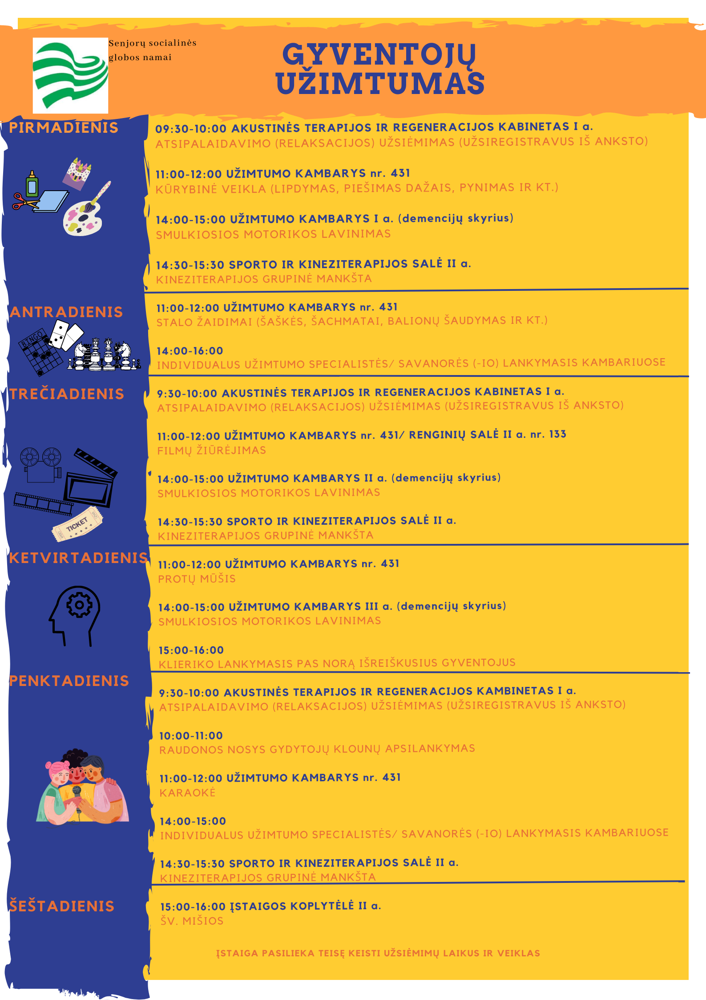 Senjorų socialinės
globos namai
GYVENTOJŲ
UŽIMTUMAS
PIRMADIENIS
09:30-10:00 AKUSTINĖS TERAPIJOS IR REGENERACIJOS KABINETAS I a.
ATSIPALAIDAVIMO (RELAKSACIJOS) UŽSIĖMIMAS (UŽSIREGISTRAVUS IŠ ANKSTO)
11:00-12:00 UŽIMTUMO KAMBARYS nr. 431
KŪRYBINĖ VEIKLA (LIPDYMAS, PIEŠIMAS DAŽAIS, PYNIMAS IR KT.)
14:00-15:00 UŽIMTUMO KAMBARYS I a. (demencijų skyrius)
SMULKIOSIOS MOTORIKOS LAVINIMAS
14:30-15:30 SPORTO IR KINEZITERAPIJOS SALĖ II a.
KINEZITERAPIJOS GRUPINĖ MANKŠTA
ANTRADIENIS
BINGO
11:00-12:00 UŽIMTUMO KAMBARYS nr. 431
STALO ŽAIDIMAI (ŠAŠKĖS, ŠACHMATAI, BALIONŲ ŠAUDYMAS IR KT.)
14:00-16:00
INDIVIDUALUS UŽIMTUMO SPECIALISTĖS/ SAVANORĖS (-IO) LANKYMASIS KAMBARIUOSE
TREČIADIENIS
9:30-10:00 AKUSTINĖS TERAPIJOS IR REGENERACIJOS KABINETAS I a.
ATSIPALAIDAVIMO (RELAKSACIJOS) UŽSIĖMIMAS (UŽSIREGISTRAVUS IŠ ANKSTO)
11:00-12:00 UŽIMTUMO KAMBARYS nr. 431/ RENGINIŲ SALĖ II a. nr. 133
FILMŲ ŽIŪRĖJIMAS
14:00-15:00 UŽIMTUMO KAMBARYS II a. (demencijų skyrius)
SMULKIOSIOS MOTORIKOS LAVINIMAS
14:30-15:30 SPORTO IR KINEZITERAPIJOS SALĖ II a.
KINEZITERAPIJOS GRUPINĖ MANKŠTA
12345 TICKET 12345
KETVIRTADIENIS
11:00-12:00 UŽIMTUMO KAMBARYS nr. 431
PROTŲ MŪŠIS
14:00-15:00 UŽIMTUMO KAMBARYS III a. (demencijų skyrius)
SMULKIOSIOS MOTORIKOS LAVINIMAS
15:00-16:00
KLIERIKO LANKYMASIS PAS NORĄ IŠREIŠKUSIUS GYVENTOJUS
PENKTADIENIS
9:30-10:00 AKUSTINĖS TERAPIJOS IR REGENERACIJOS KAMBINETAS I a.
ATSIPALAIDAVIMO (RELAKSACIJOS) UŽSIĖMIMAS (UŽSIREGISTRAVUS IŠ ANKSTO)
10:00-11:00
RAUDONOS NOSYS GYDYTOJŲ KLOUNŲ APSILANKYMAS
11:00-12:00 UŽIMTUMO KAMBARYS nr. 431
KARAOKĖ
14:00-15:00
INDIVIDUALUS UŽIMTUMO SPECIALISTĖS/ SAVANORĖS (-IO) LANKYMASIS KAMBARIUOSE
14:30-15:30 SPORTO IR KINEZITERAPIJOS SALĖ II a.
KINEZITERAPIJOS GRUPINĖ MANKŠTA
ŠEŠTADIENIS
15:00-16:00 ĮSTAIGOS KOPLYTĖLĖ II a.
ŠV. MIŠIOS
ĮSTAIGA PASILIEKA TEISĘ KEISTI UŽSIĖMIMŲ LAIKUS IR VEIKLAS